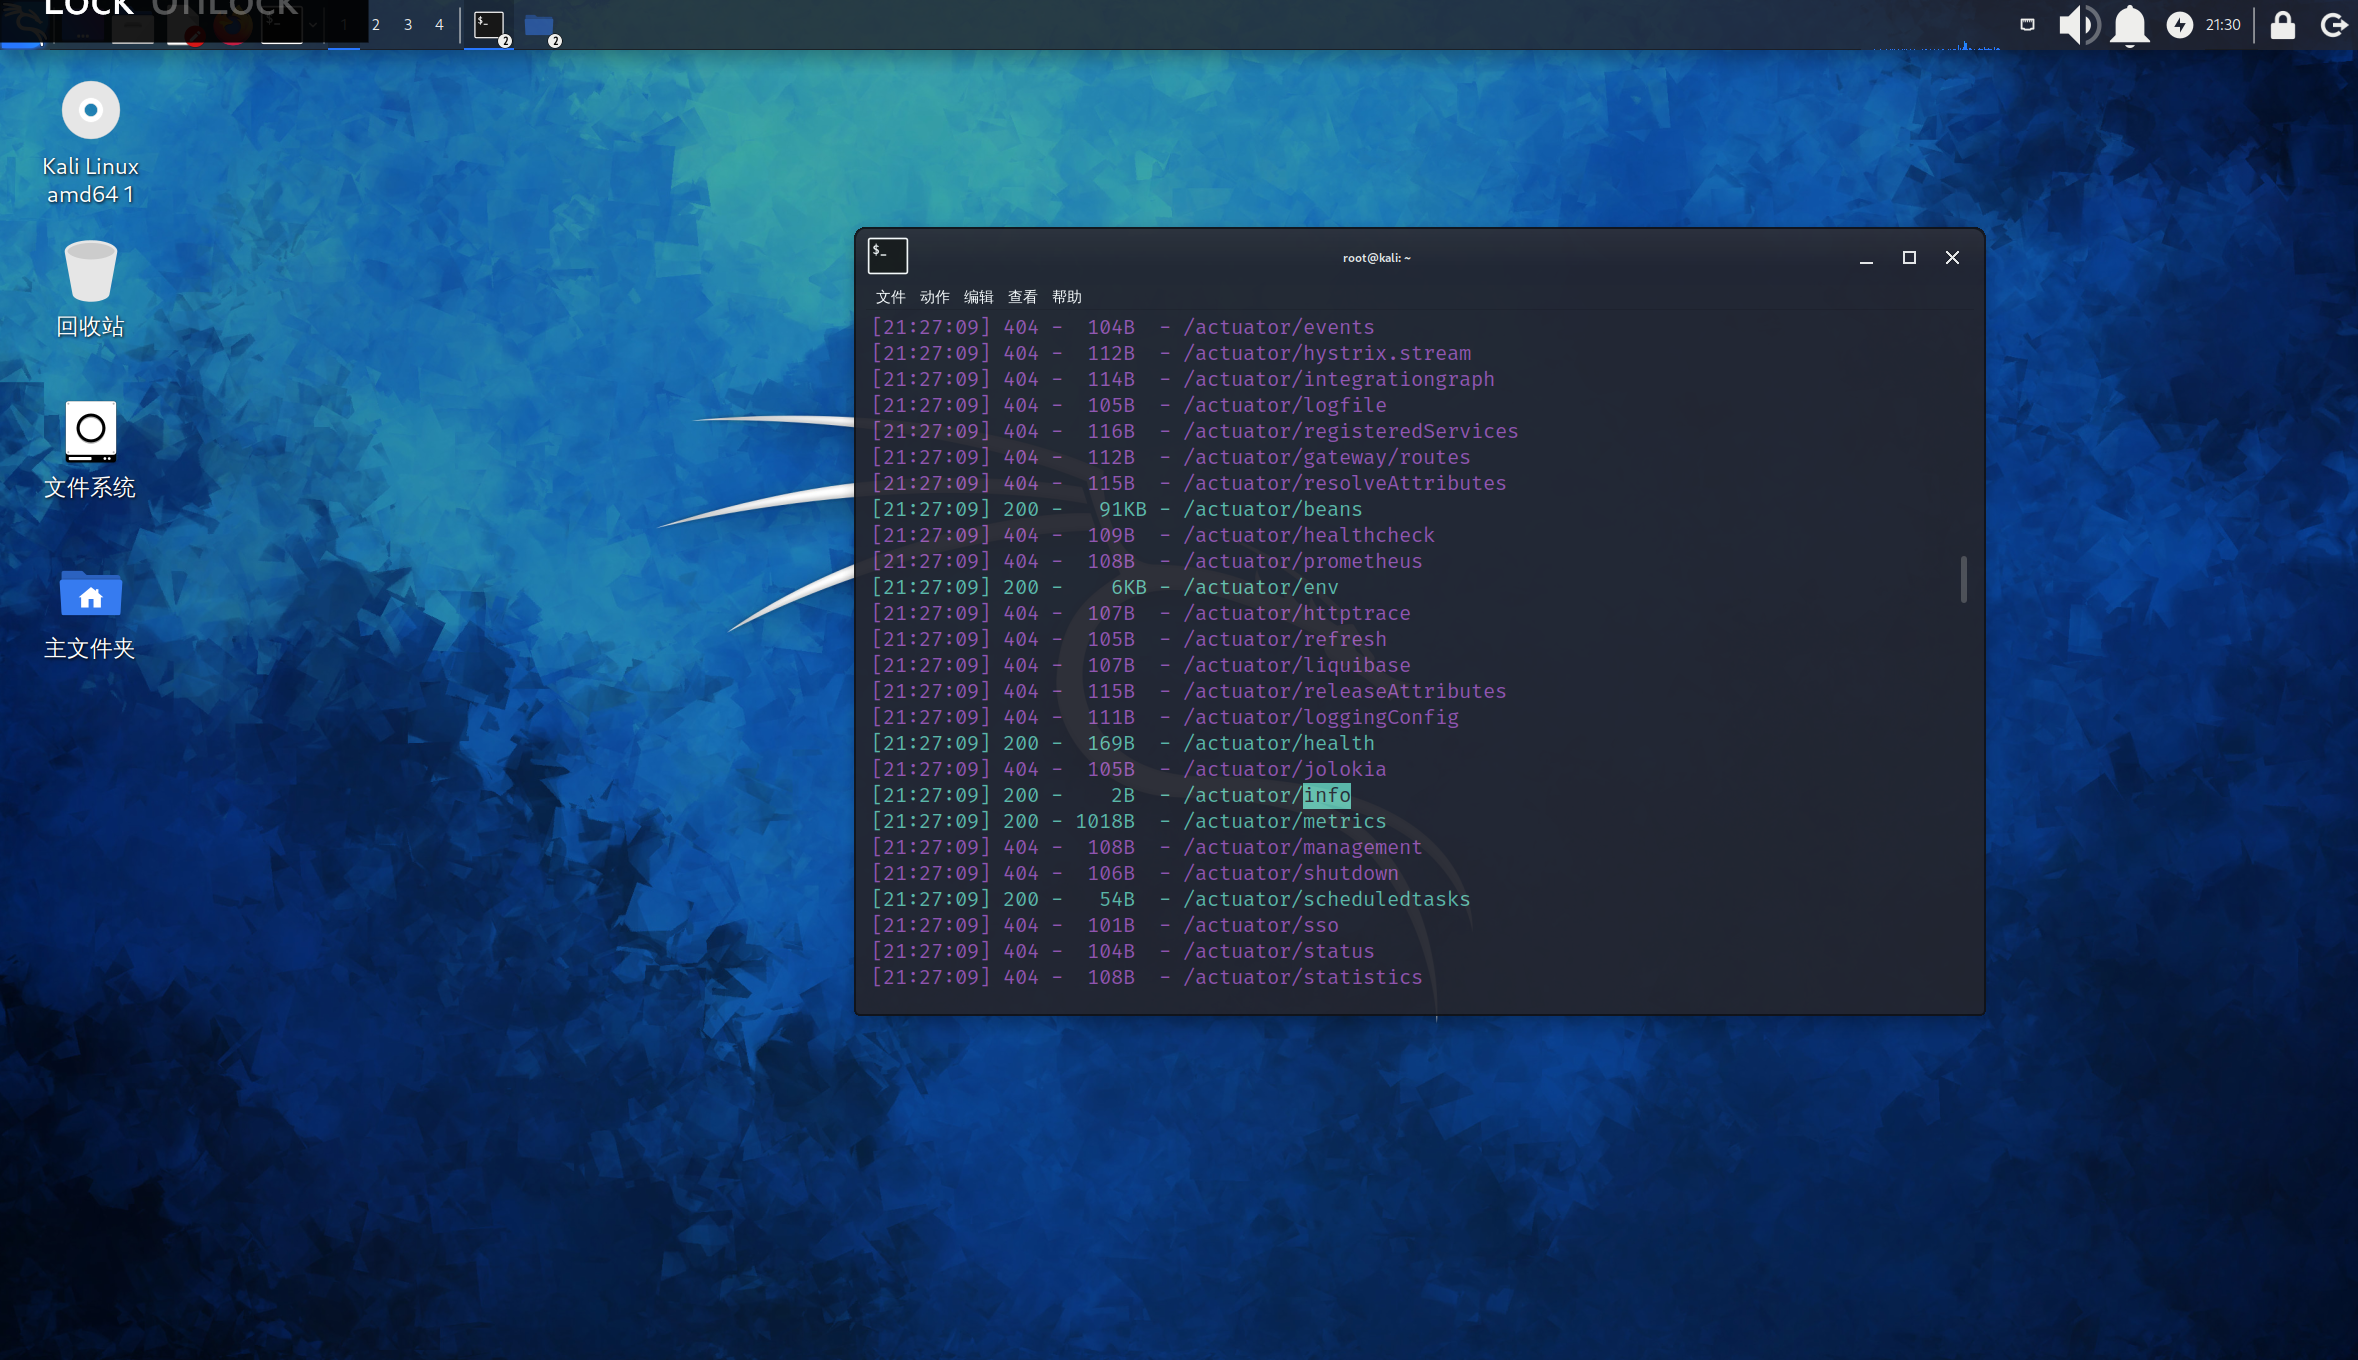 LOCK UnLOCK
1 2 3 4 $_ 2 2 21:30
Kali Linux
amd64 1
回收站
文件系统
主文件夹
$_ root@kali: ~
文件 动作 编辑 查看 帮助
[21:27:09] 404 - 104B - /actuator/events
[21:27:09] 404 - 112B - /actuator/hystrix.stream
[21:27:09] 404 - 114B - /actuator/integrationgraph
[21:27:09] 404 - 105B - /actuator/logfile
[21:27:09] 404 - 116B - /actuator/registeredServices
[21:27:09] 404 - 112B - /actuator/gateway/routes
[21:27:09] 404 - 115B - /actuator/resolveAttributes
[21:27:09] 200 - 91KB - /actuator/beans
[21:27:09] 404 - 109B - /actuator/healthcheck
[21:27:09] 404 - 108B - /actuator/prometheus
[21:27:09] 200 - 6KB - /actuator/env
[21:27:09] 404 - 107B - /actuator/httptrace
[21:27:09] 404 - 105B - /actuator/refresh
[21:27:09] 404 - 107B - /actuator/liquibase
[21:27:09] 404 - 115B - /actuator/releaseAttributes
[21:27:09] 404 - 111B - /actuator/loggingConfig
[21:27:09] 200 - 169B - /actuator/health
[21:27:09] 404 - 105B - /actuator/jolokia
[21:27:09] 200 - 2B - /actuator/info
[21:27:09] 200 - 1018B - /actuator/metrics
[21:27:09] 404 - 108B - /actuator/management
[21:27:09] 404 - 106B - /actuator/shutdown
[21:27:09] 200 - 54B - /actuator/scheduledtasks
[21:27:09] 404 - 101B - /actuator/sso
[21:27:09] 404 - 104B - /actuator/status
[21:27:09] 404 - 108B - /actuator/statistics